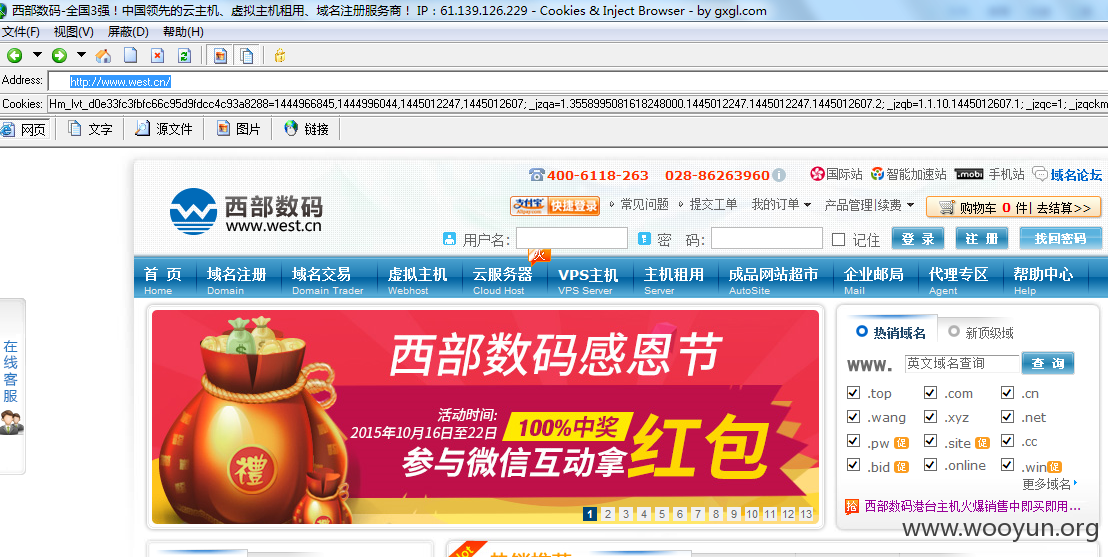 西部数码-全国3强！中国领先的云主机、虚拟主机租用、域名注册服务商！ IP：61.139.126.229 - Cookies & Inject Browser - by gxgl.com
文件(F) 视图(V) 屏蔽(D) 帮助(H)
Address: http://www.west.cn/
Cookies: Hm_lvt_d0e33fc3fbfc66c95d9fdcc4c93a8288=1444966845,1444996044,1445012247,1445012607; _jzqa=1.3558995081618248000.1445012247.1445012247.1445012607.2; _jzqb=1.1.10.1445012607.1; _jzqc=1; _jzqckm
网页 文字 源文件 图片 链接
400-6118-263 028-86263960 国际站 智能加速站 .mobi 手机站 域名论坛
西部数码
www.west.cn
支付宝 快捷登录 常见问题 提交工单 我的订单 产品管理|续费 购物车 0 件| 去结算>>
用户名: 密 码: 记住 登 录 注 册 找回密码
火
首 页 域名注册 域名交易 虚拟主机 云服务器 VPS主机 主机租用 成品网站超市 企业邮局 代理专区 帮助中心
Home Domain Domain Trader Webhost Cloud Host VPS Server Server AutoSite Mail Agent Help
在线客服
西部数码感恩节
活动时间:
2015年10月16日至22日
100%中奖
参与微信互动拿红包
禮
1 2 3 4 5 6 7 8 9 10 11 12 13
热销域名 新顶级域
www. 英文域名查询 查 询
.top .com .cn
.wang .xyz .net
.pw 促 .site 促 .cc
.bid 促 .online .win 促
更多域名
西部数码港台主机火爆销售中即买即用...
www.wooyun.org
Hot 热销推荐